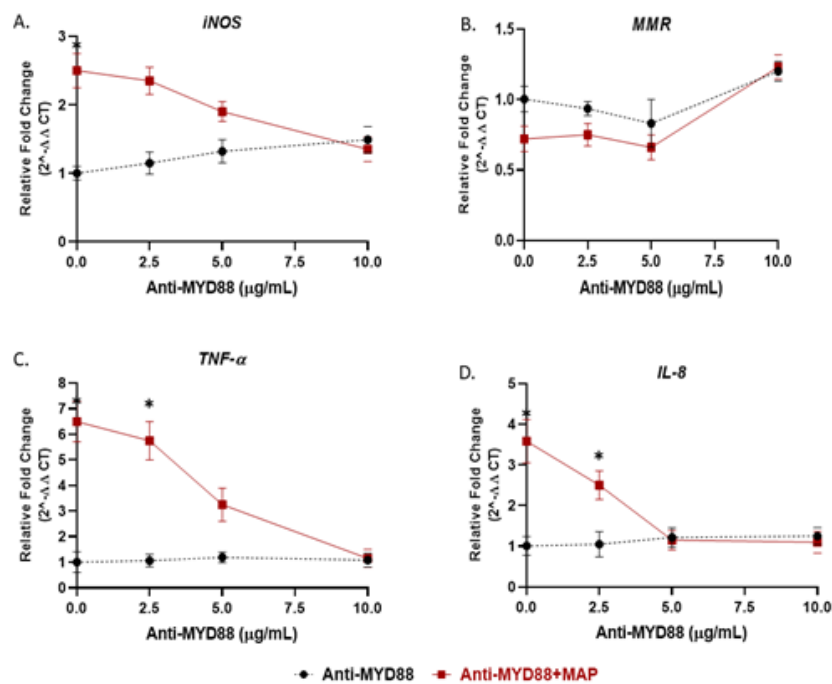 A.
iNOS
Relative Fold Change
(2^-Δ Δ CT)
3
2
1
0
*
0.0 2.5 5.0 7.5 10.0
Anti-MYD88 (μg/mL)
B.
MMR
Relative Fold Change
(2^-Δ Δ CT)
1.5
1.0
0.5
0.0
0.0 2.5 5.0 7.5 10.0
Anti-MYD88 (μg/mL)
C.
TNF-α
Relative Fold Change
(2^-Δ Δ CT)
8
7
6
5
4
3
2
1
0
* *
0.0 2.5 5.0 7.5 10.0
Anti-MYD88 (μg/mL)
D.
IL-8
Relative Fold Change
(2^-Δ Δ CT)
5
4
3
2
1
0
* *
0.0 2.5 5.0 7.5 10.0
Anti-MYD88 (μg/mL)
Anti-MYD88 Anti-MYD88+MAP